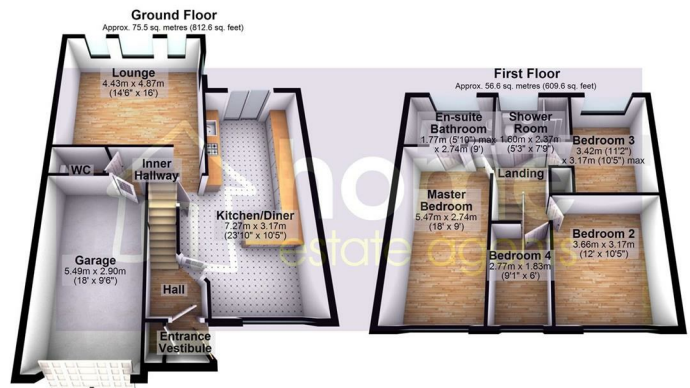 Ground Floor
Approx. 75.5 sq. metres (812.6 sq. feet)
Lounge
4.43m x 4.87m
(14'6" x 16')
WC
Inner
Hallway
Kitchen/Diner
7.27m x 3.17m
(23'10" x 10'5")
Garage
5.49m x 2.90m
(18' x 9'6")
Hall
Entrance
Vestibule
First Floor
Approx. 56.6 sq. metres (609.6 sq. feet)
En-suite
Bathroom
1.77m (5'10") max
x 2.74m (9')
Shower
Room
1.60m x 2.37m
(5'3" x 7'9")
Bedroom 3
3.42m (11'2")
x 3.17m (10'5") max
Landing
Master
Bedroom
5.47m x 2.74m
(18' x 9')
Bedroom 2
3.66m x 3.17m
(12' x 10'5")
Bedroom 4
2.77m x 1.83m
(9'1" x 6')
estate agents